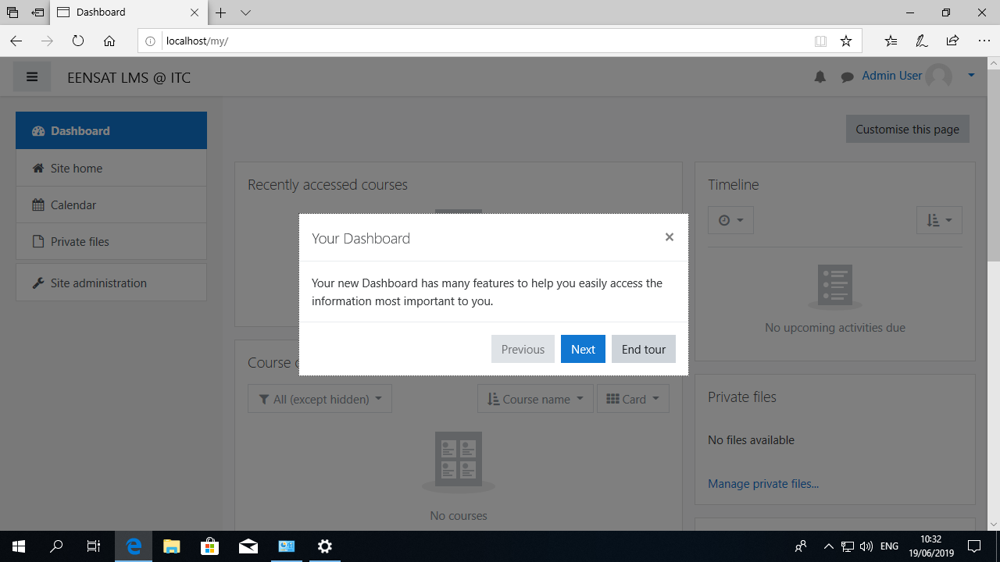 Dashboard
localhost/my/
EENSAT LMS @ ITC
Admin User
Dashboard
Site home
Calendar
Private files
Site administration
Customise this page
Recently accessed courses
Timeline
No upcoming activities due
Your Dashboard
×
Your new Dashboard has many features to help you easily access the
information most important to you.
Previous
Next
End tour
Course
All (except hidden)
Course name
Card
No courses
Private files
No files available
Manage private files...
ENG
10:32
19/06/2019